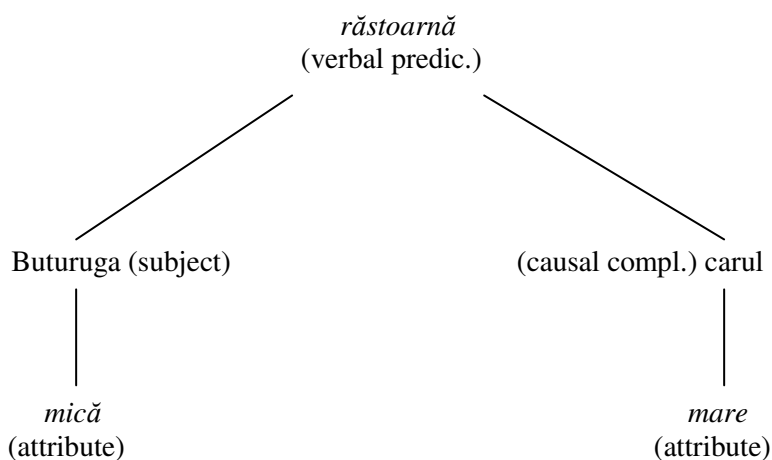 răstoarnă
(verbal predic.)
Buturuga (subject)
(causal compl.) carul
mică
(attribute)
mare
(attribute)